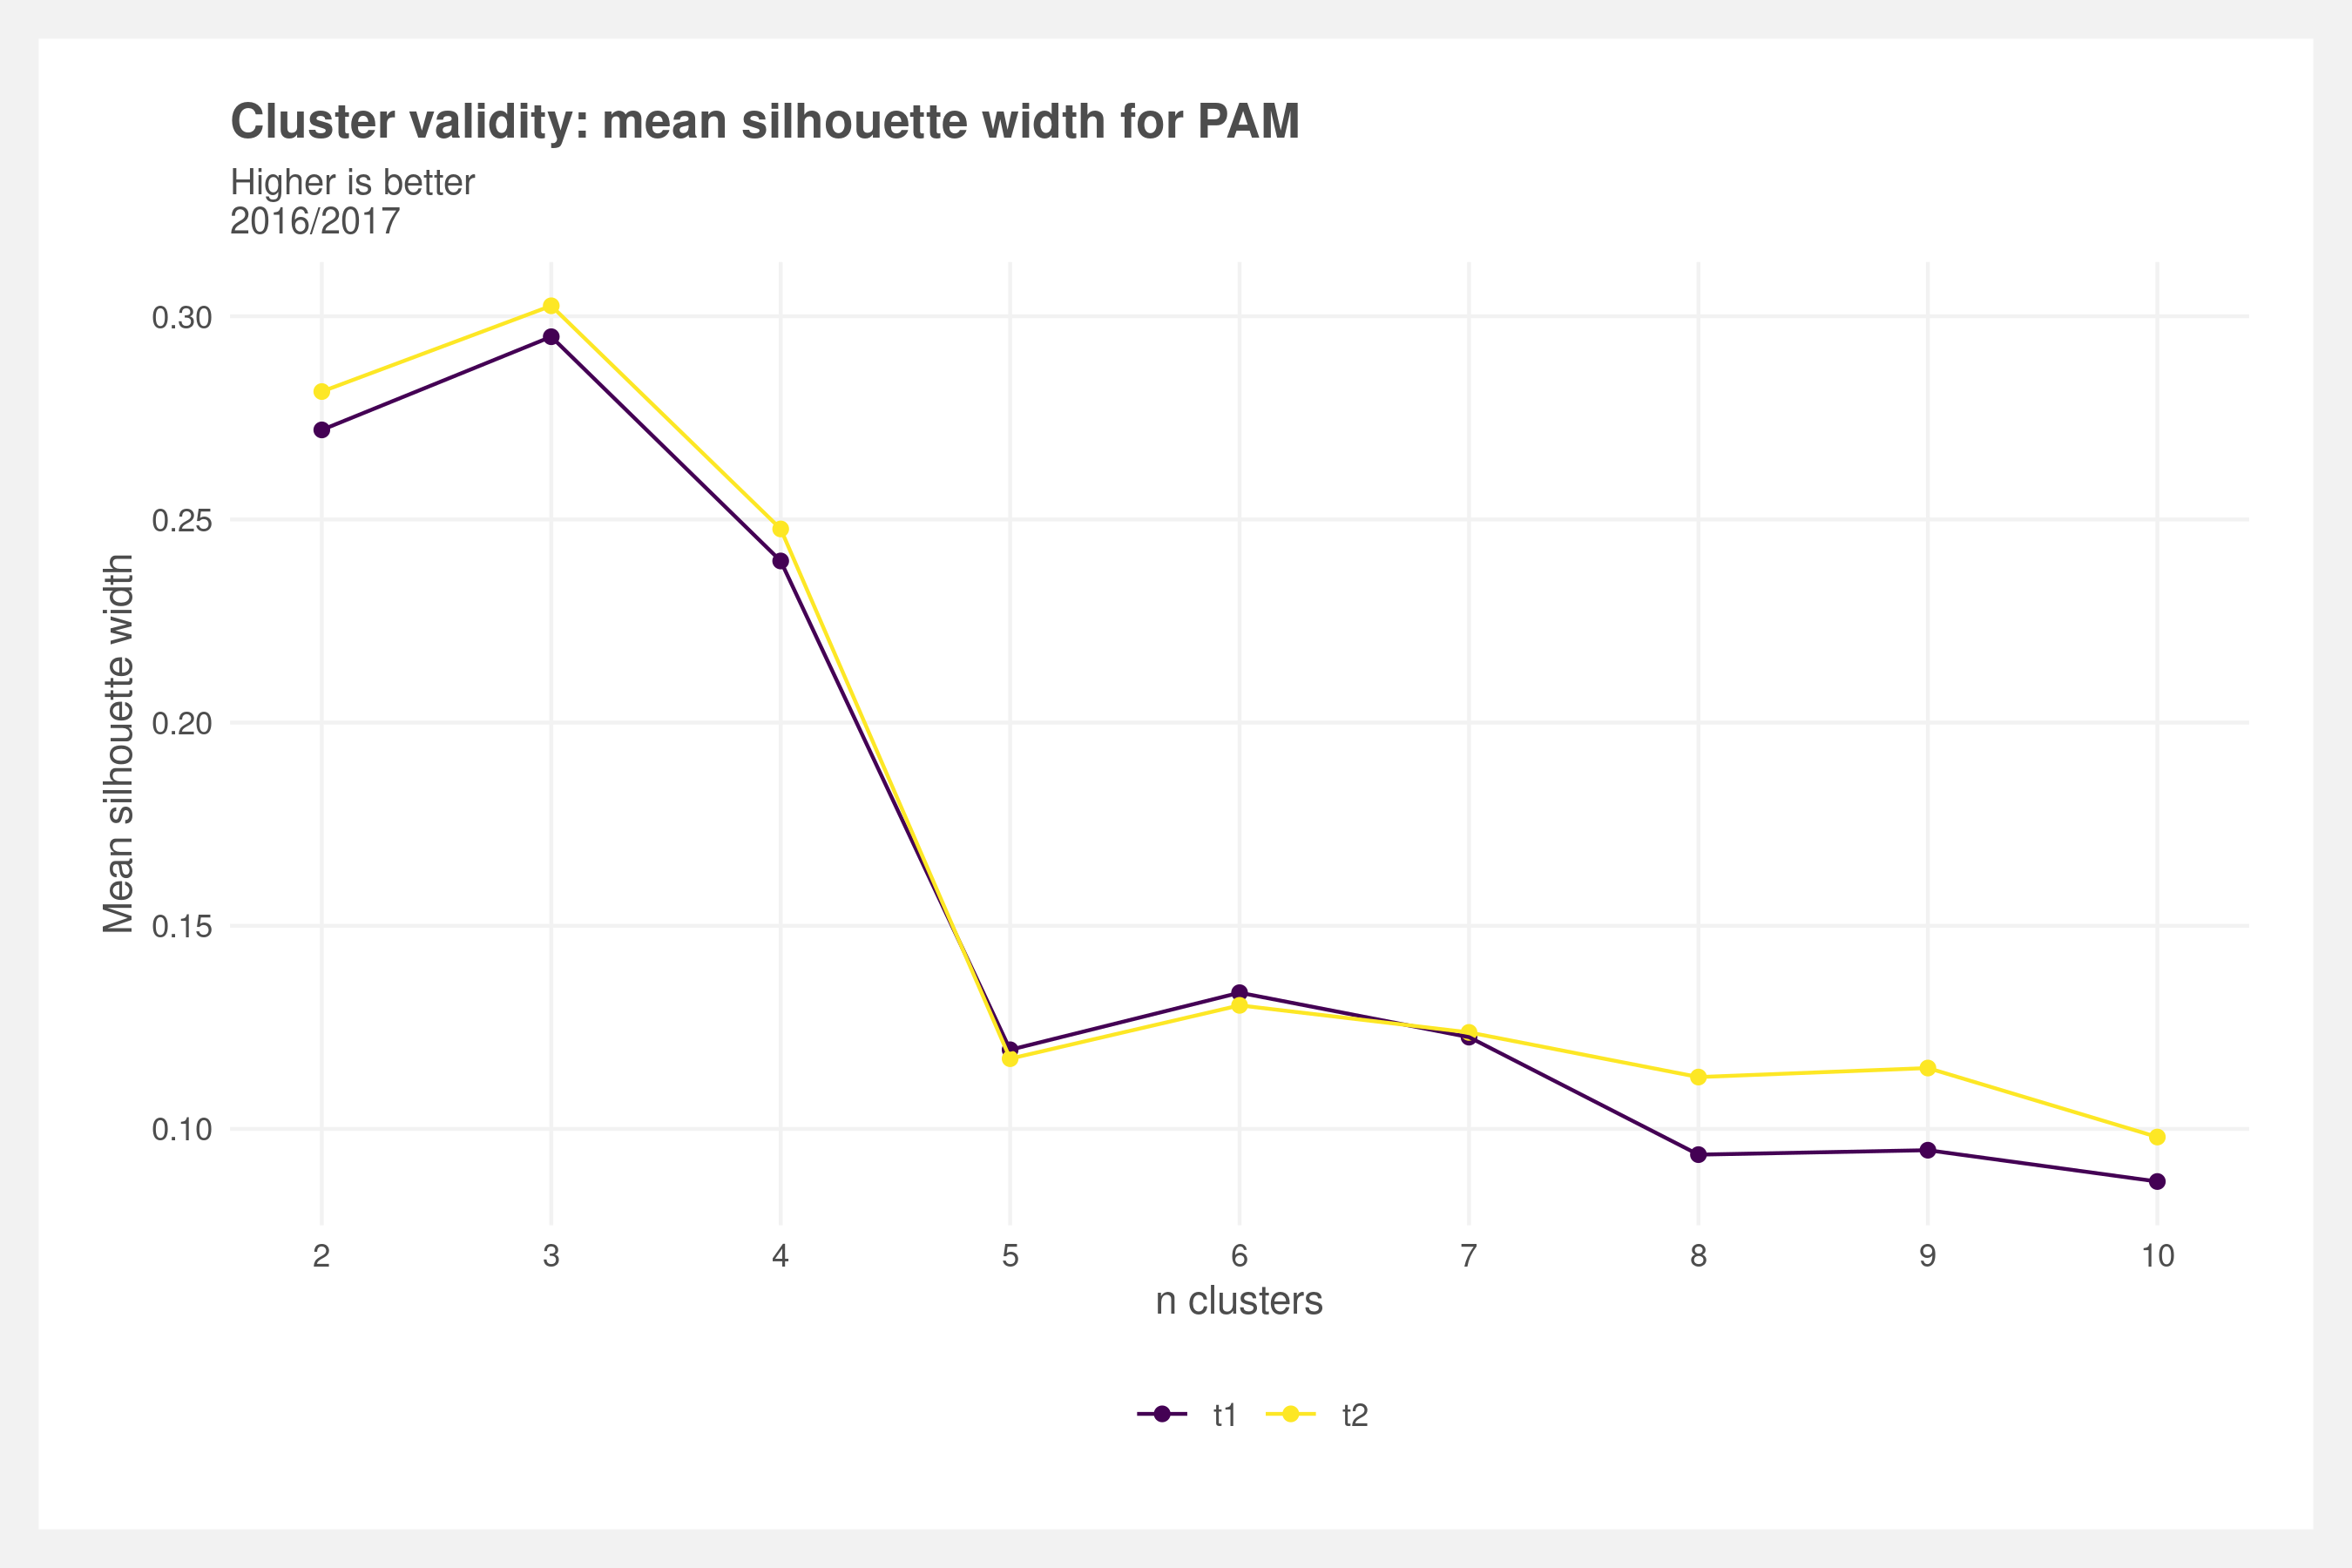 Cluster validity: mean silhouette width for PAM
Higher is better
2016/2017
Mean silhouette width
0.30
0.25
0.20
0.15
0.10
2 3 4 5 6 7 8 9 10
n clusters
t1 t2